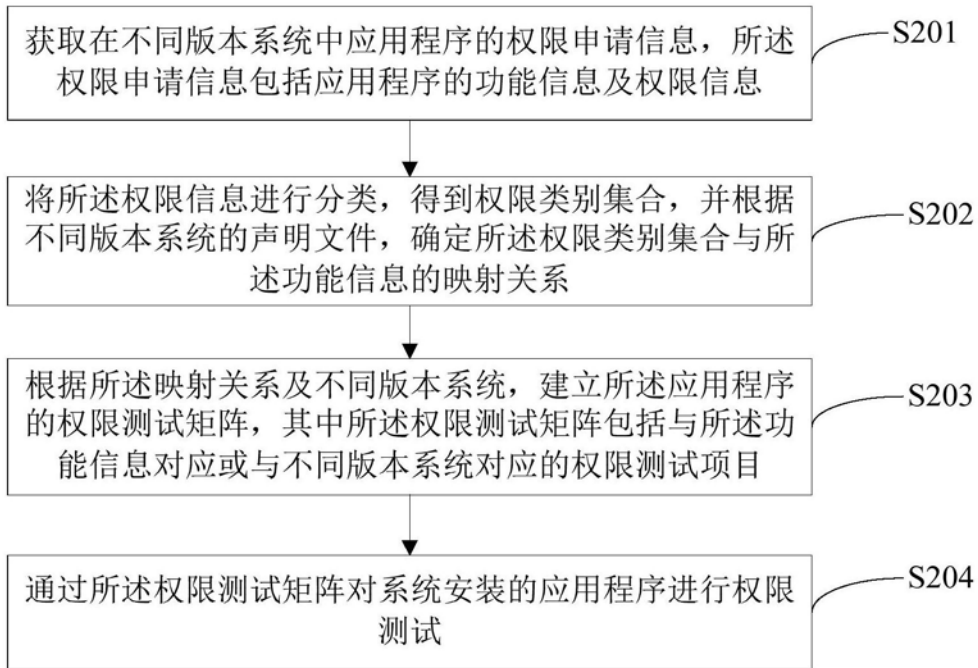 获取在不同版本系统中应用程序的权限申请信息，所述
权限申请信息包括应用程序的功能信息及权限信息
S201
将所述权限信息进行分类，得到权限类别集合，并根据
不同版本系统的声明文件，确定所述权限类别集合与所
述功能信息的映射关系
S202
根据所述映射关系及不同版本系统，建立所述应用程序
的权限测试矩阵，其中所述权限测试矩阵包括与所述功
能信息对应或与不同版本系统对应的权限测试项目
S203
通过所述权限测试矩阵对系统安装的应用程序进行权限
测试
S204